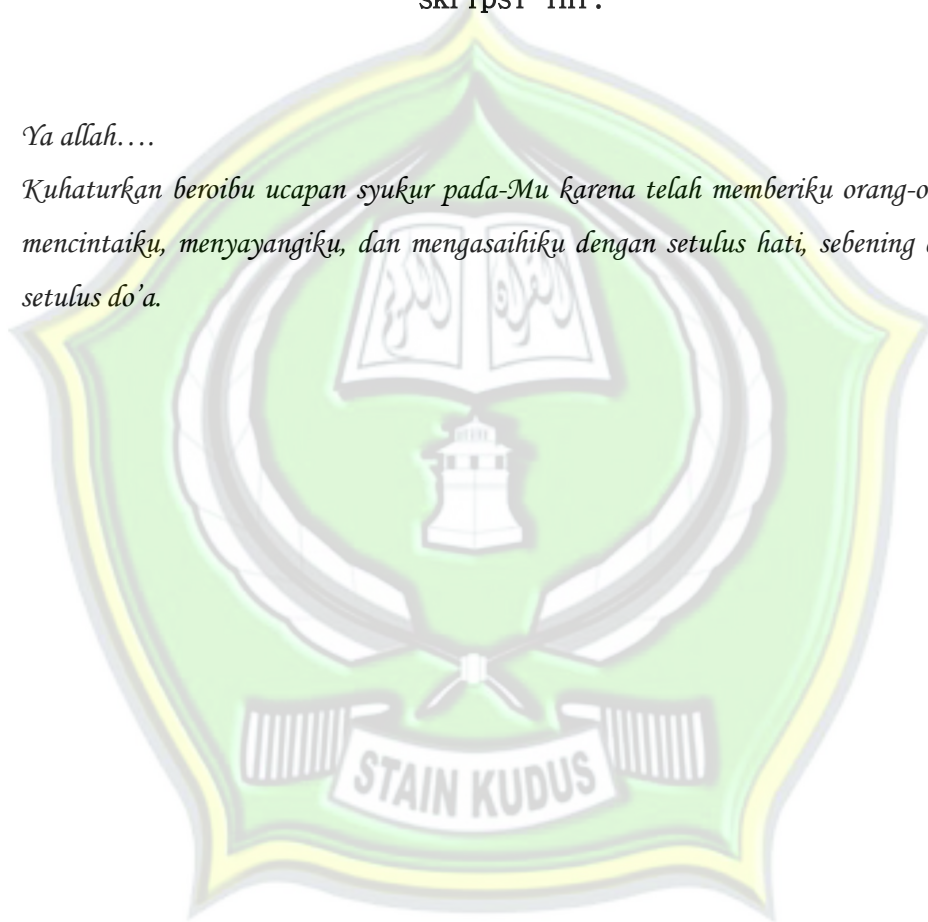 skripsi ini.
Ya allah….
Kuhaturkan beroibu ucapan syukur pada-Mu karena telah memberiku
mencintaiku, menyayangiku, dan mengasaihiku dengan setulus hati, sebening
setulus do’a.
STAIN KUDUS